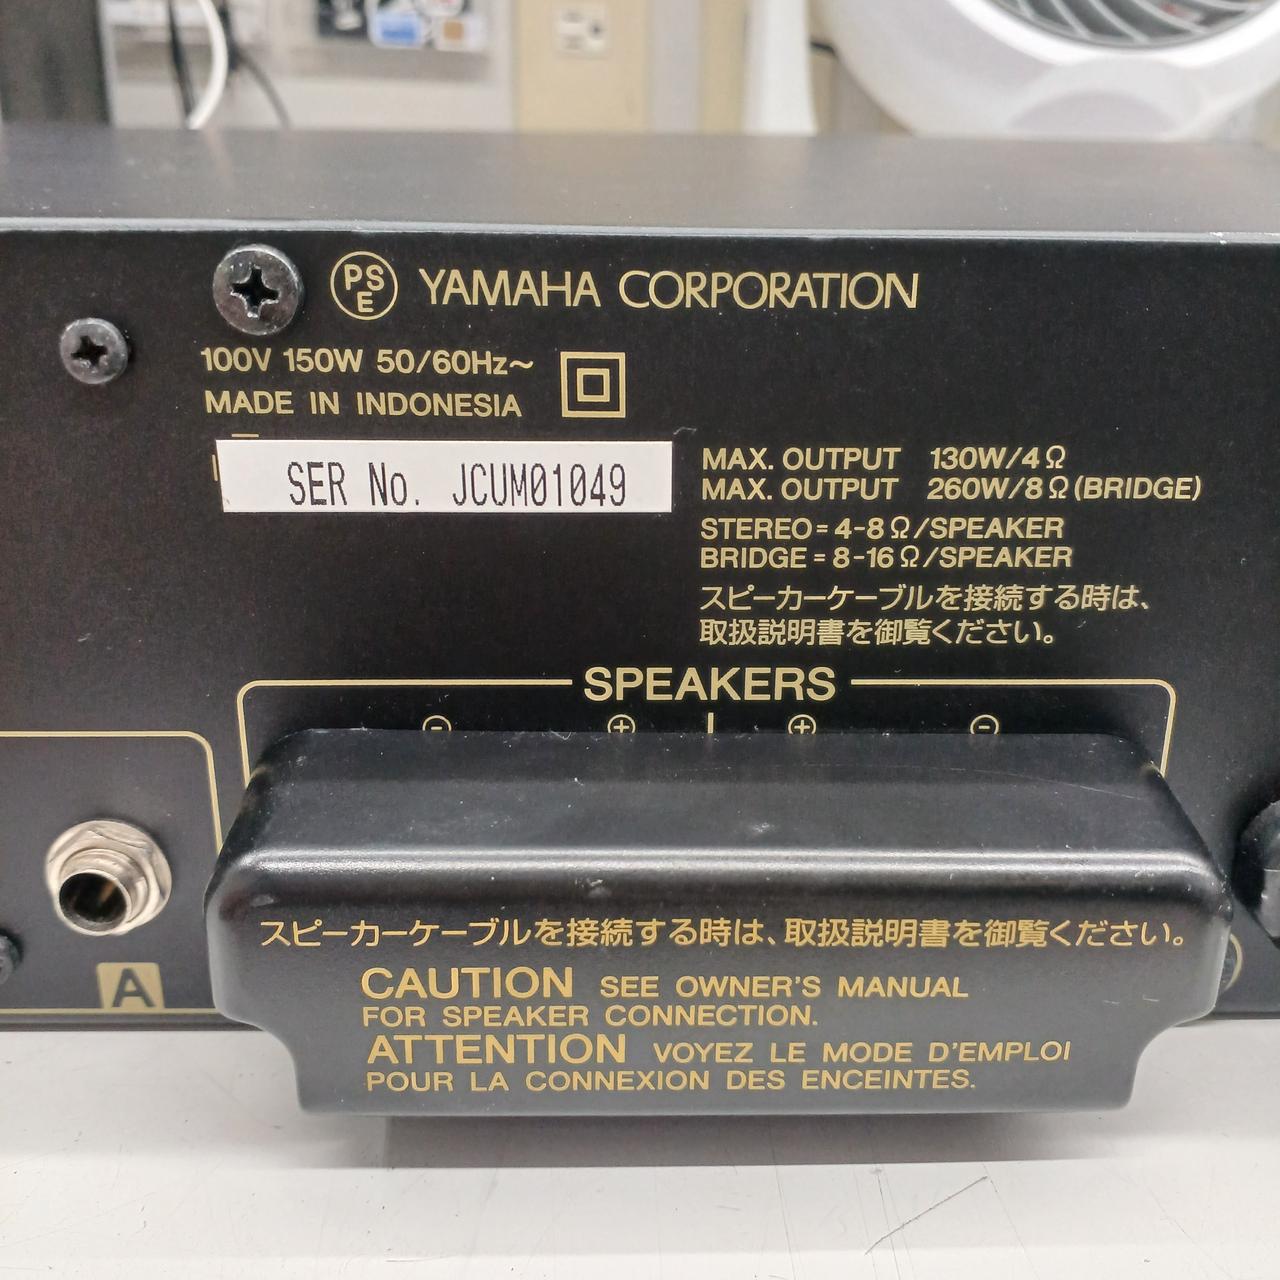 PSE YAMAHA CORPORATION
100V 150W 50/60Hz~
MADE IN INDONESIA
SER No. JCUM01049
MAX. OUTPUT 130W/4Ω
MAX. OUTPUT 260W/8Ω (BRIDGE)
STEREO = 4-8Ω/SPEAKER
BRIDGE = 8-16Ω/SPEAKER
スピーカーケーブルを接続する時は、
取扱説明書を御覧ください。
SPEAKERS
⊖ ⊕ ⊕ ⊖
A
スピーカーケーブルを接続する時は、取扱説明書を御覧ください。
CAUTION SEE OWNER'S MANUAL
FOR SPEAKER CONNECTION.
ATTENTION VOYEZ LE MODE D'EMPLOI
POUR LA CONNEXION DES ENCEINTES.